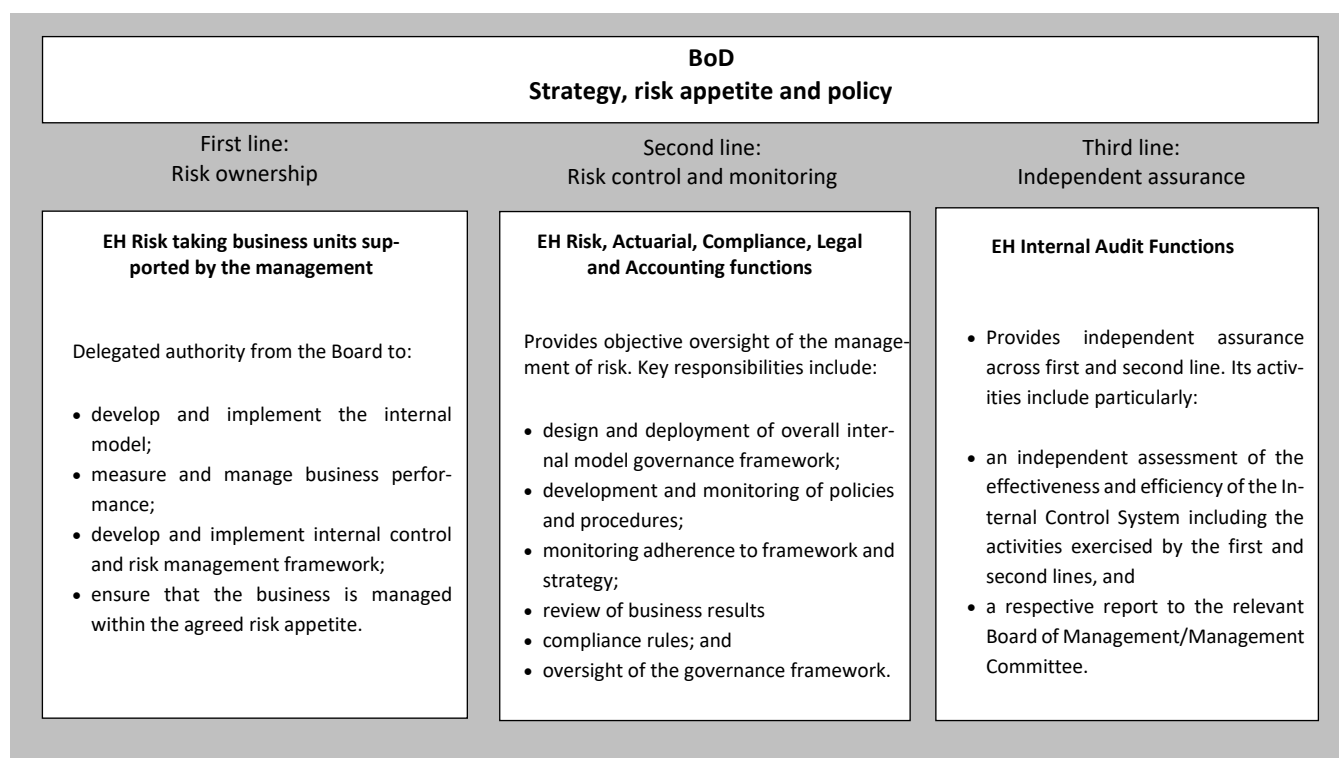 BoD
Strategy, risk appetite and policy
First line:
Risk ownership
EH Risk taking business units sup-
ported by the management
Delegated authority from the Board to:
• develop and implement the internal
model;
• measure and manage business perfor-
mance;
• develop and implement internal control
and risk management framework;
• ensure that the business is managed
within the agreed risk appetite.
Second line:
Risk control and monitoring
EH Risk, Actuarial, Compliance, Legal
and Accounting functions
Provides objective oversight of the manage-
ment of risk. Key responsibilities include:
• design and deployment of overall inter-
nal model governance framework;
• development and monitoring of policies
and procedures;
• monitoring adherence to framework and
strategy;
• review of business results
• compliance rules; and
• oversight of the governance framework.
Third line:
Independent assurance
EH Internal Audit Functions
• Provides independent assurance
across first and second line. Its activ-
ities include particularly:
• an independent assessment of the
effectiveness and efficiency of the In-
ternal Control System including the
activities exercised by the first and
second lines, and
• a respective report to the relevant
Board of Management/Management
Committee.